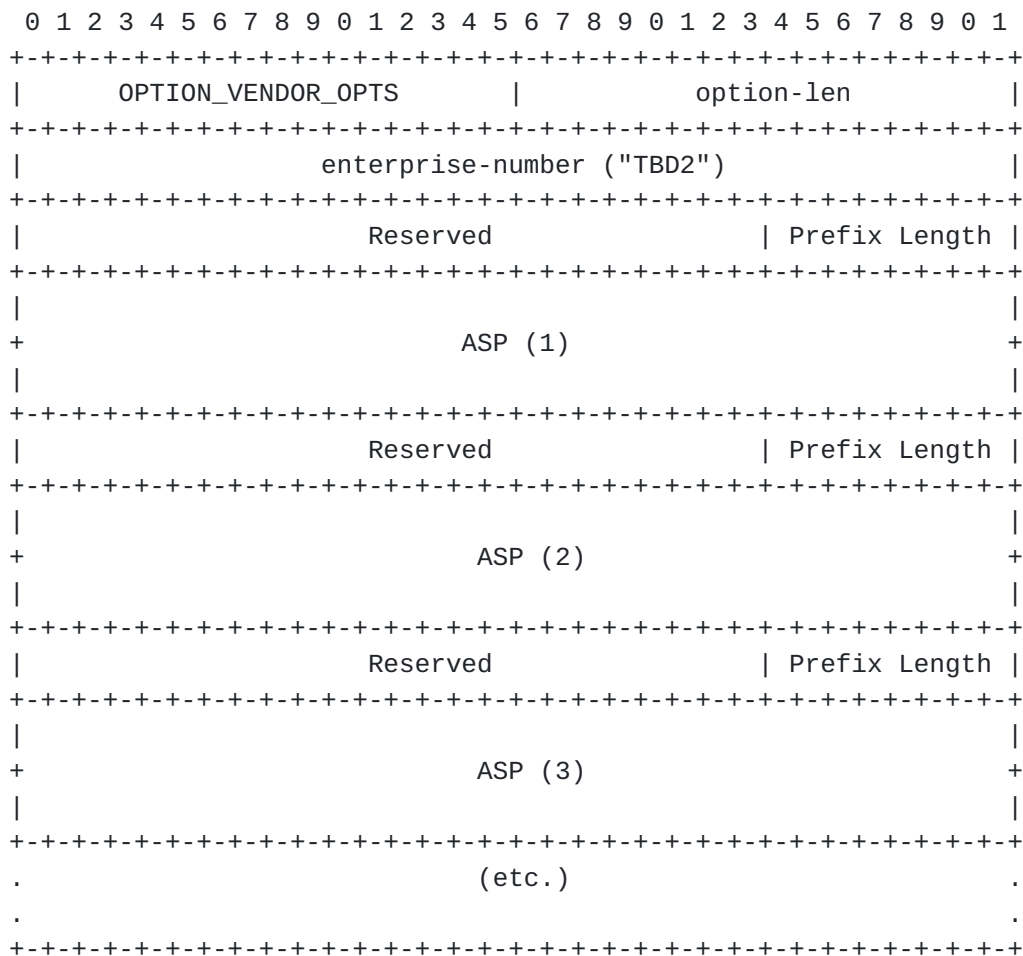 0 1 2 3 4 5 6 7 8 9 0 1 2 3 4 5 6 7 8 9 0 1 2 3 4 5 6 7 8 9 0 1
+-+-+-+-+-+-+-+-+-+-+-+-+-+-+-+-+-+-+-+-+-+-+-+-+-+-+-+-+-+-+-+-+
|      OPTION_VENDOR_OPTS       |           option-len          |
+-+-+-+-+-+-+-+-+-+-+-+-+-+-+-+-+-+-+-+-+-+-+-+-+-+-+-+-+-+-+-+-+
|                   enterprise-number ("TBD2")                  |
+-+-+-+-+-+-+-+-+-+-+-+-+-+-+-+-+-+-+-+-+-+-+-+-+-+-+-+-+-+-+-+-+
|                      Reserved                 | Prefix Length |
+-+-+-+-+-+-+-+-+-+-+-+-+-+-+-+-+-+-+-+-+-+-+-+-+-+-+-+-+-+-+-+-+
|                                                               |
+                            ASP (1)                            +
|                                                               |
+-+-+-+-+-+-+-+-+-+-+-+-+-+-+-+-+-+-+-+-+-+-+-+-+-+-+-+-+-+-+-+-+
|                      Reserved                 | Prefix Length |
+-+-+-+-+-+-+-+-+-+-+-+-+-+-+-+-+-+-+-+-+-+-+-+-+-+-+-+-+-+-+-+-+
|                                                               |
+                             ASP (2)                           +
|                                                               |
+-+-+-+-+-+-+-+-+-+-+-+-+-+-+-+-+-+-+-+-+-+-+-+-+-+-+-+-+-+-+-+-+
|                      Reserved                 | Prefix Length |
+-+-+-+-+-+-+-+-+-+-+-+-+-+-+-+-+-+-+-+-+-+-+-+-+-+-+-+-+-+-+-+-+
|                                                               |
+                             ASP (3)                           +
|                                                               |
+-+-+-+-+-+-+-+-+-+-+-+-+-+-+-+-+-+-+-+-+-+-+-+-+-+-+-+-+-+-+-+-+
.                             (etc.)                            .
.                                                               .
+-+-+-+-+-+-+-+-+-+-+-+-+-+-+-+-+-+-+-+-+-+-+-+-+-+-+-+-+-+-+-+-+